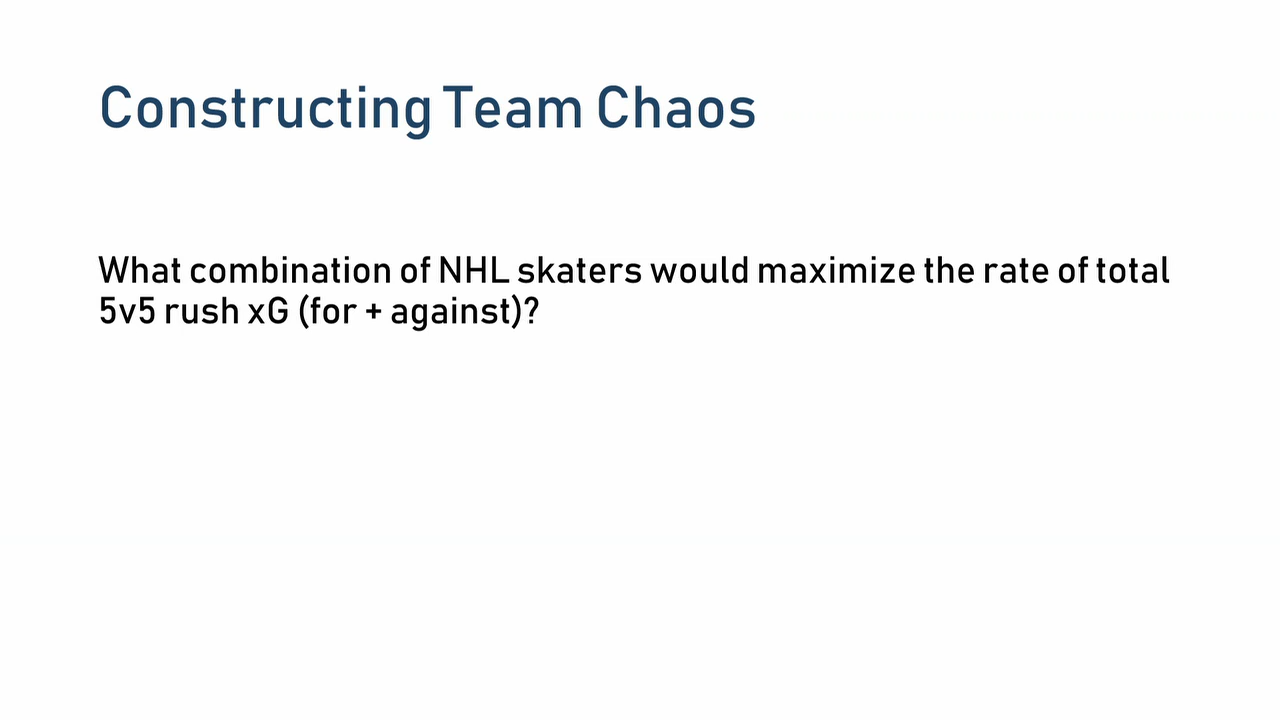 Constructing Team Chaos
What combination of NHL skaters would maximize the rate of total
5v5 rush xG (for + against)?